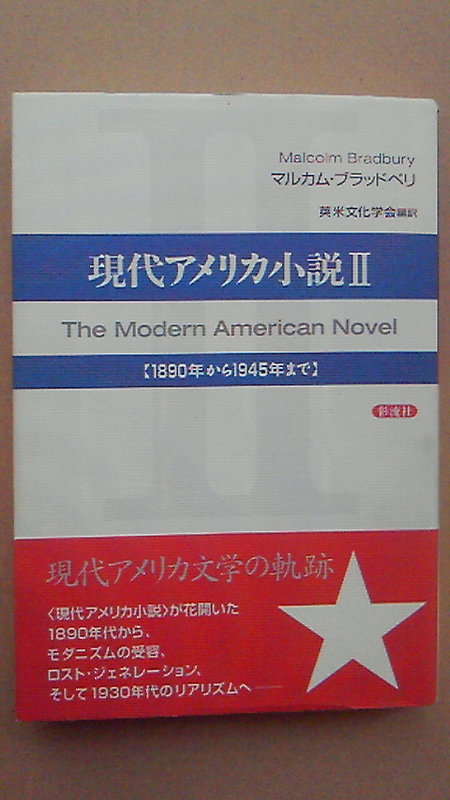 Malcolm Bradbury
マルカム・ブラッドベリ
英米文化学会編訳
現代アメリカ小説Ⅱ
The Modern American Novel
【1890年から1945年まで】
彩流社
現代アメリカ文学の軌跡
〈現代アメリカ小説〉が花開いた
1890年代から、
モダニズムの受容、
ロスト・ジェネレーション、
そして1930年代のリアリズムへ――